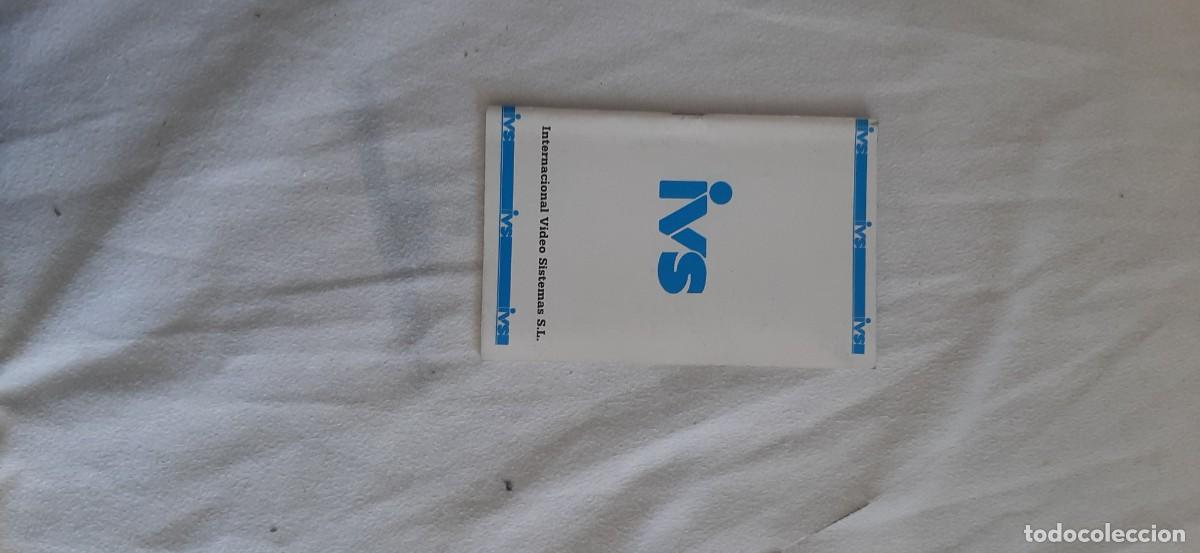 ivs ivs ivs
ivs
Internacional Video Sistemas S.L.
ivs ivs ivs
todocoleccion